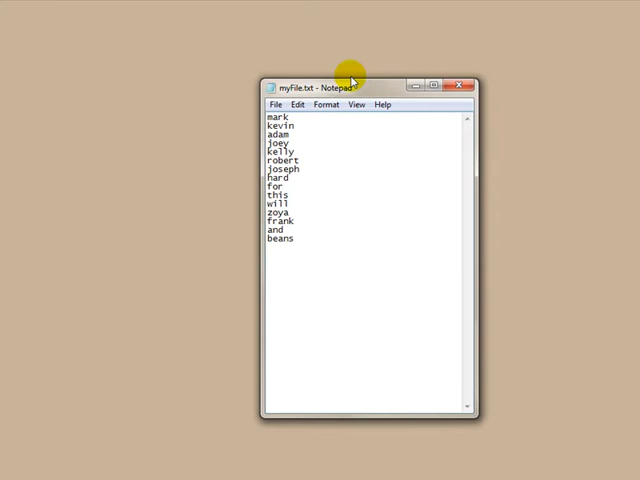 myFile.txt - Notepad
File Edit Format View Help
mark
kevin
adam
joey
kelly
robert
joseph
hard
for
this
will
zoya
frank
and
beans